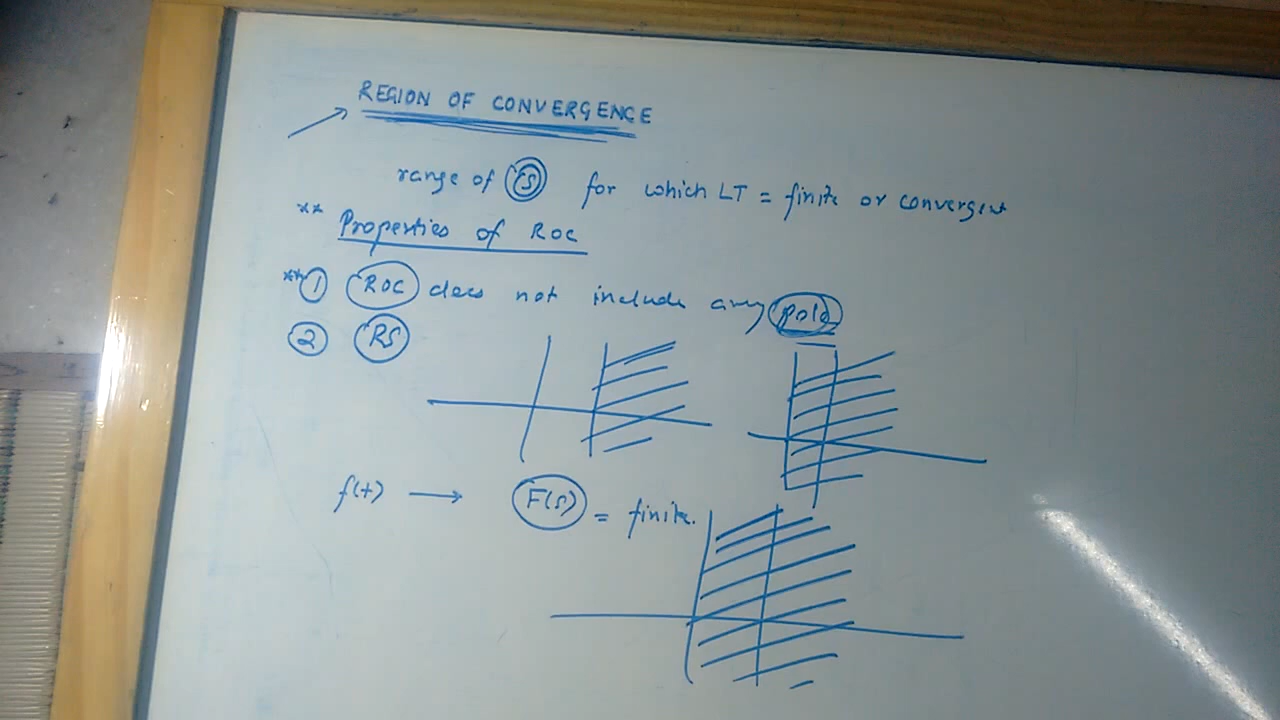 REGION OF CONVERGENCE
range of (S) for which LT = finite or convergent
** Properties of ROC
** 1 ROC does not include any pole
2 RS
f(t) → F(s) = finite.